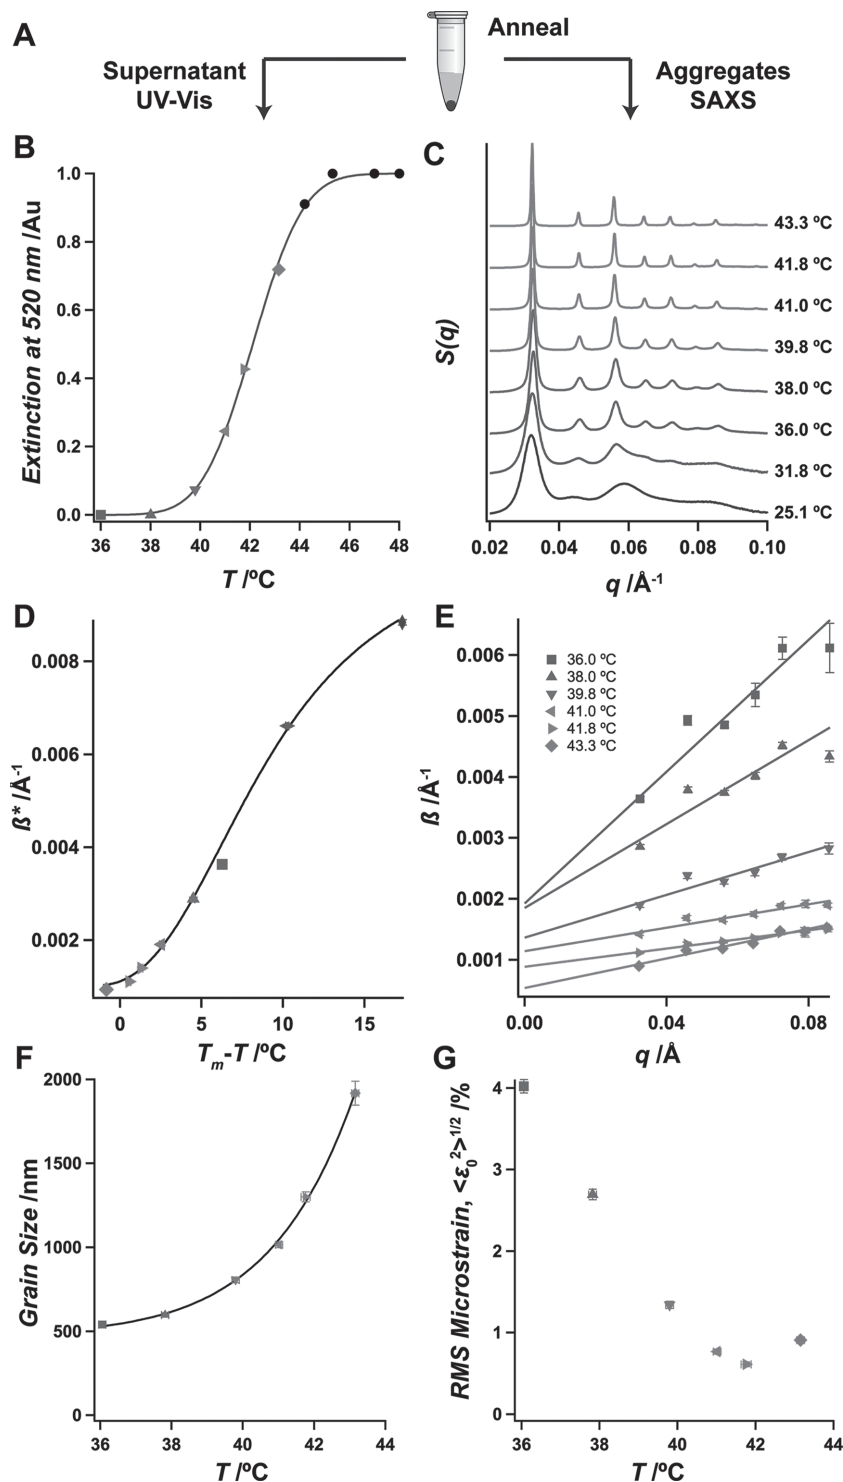 A
Anneal
Supernatant
UV-Vis
Aggregates
SAXS
B
Extinction at 520 nm /Au
1.0
0.8
0.6
0.4
0.2
0.0
36 38 40 42 44 46 48
T /ºC
C
S(q)
43.3 ºC
41.8 ºC
41.0 ºC
39.8 ºC
38.0 ºC
36.0 ºC
31.8 ºC
25.1 ºC
0.02 0.04 0.06 0.08 0.10
q /Å-1
D
ß* /Å-1
0.008
0.006
0.004
0.002
0 5 10 15
Tm-T /ºC
E
ß /Å-1
0.006
0.005
0.004
0.003
0.002
0.001
36.0 ºC
38.0 ºC
39.8 ºC
41.0 ºC
41.8 ºC
43.3 ºC
0.00 0.04 0.08
q /Å
F
Grain Size /nm
2000
1500
1000
500
0
36 38 40 42 44
T /ºC
G
RMS Microstrain, <ε0²>1/2 /%
4
3
2
1
0
36 38 40 42 44
T /ºC